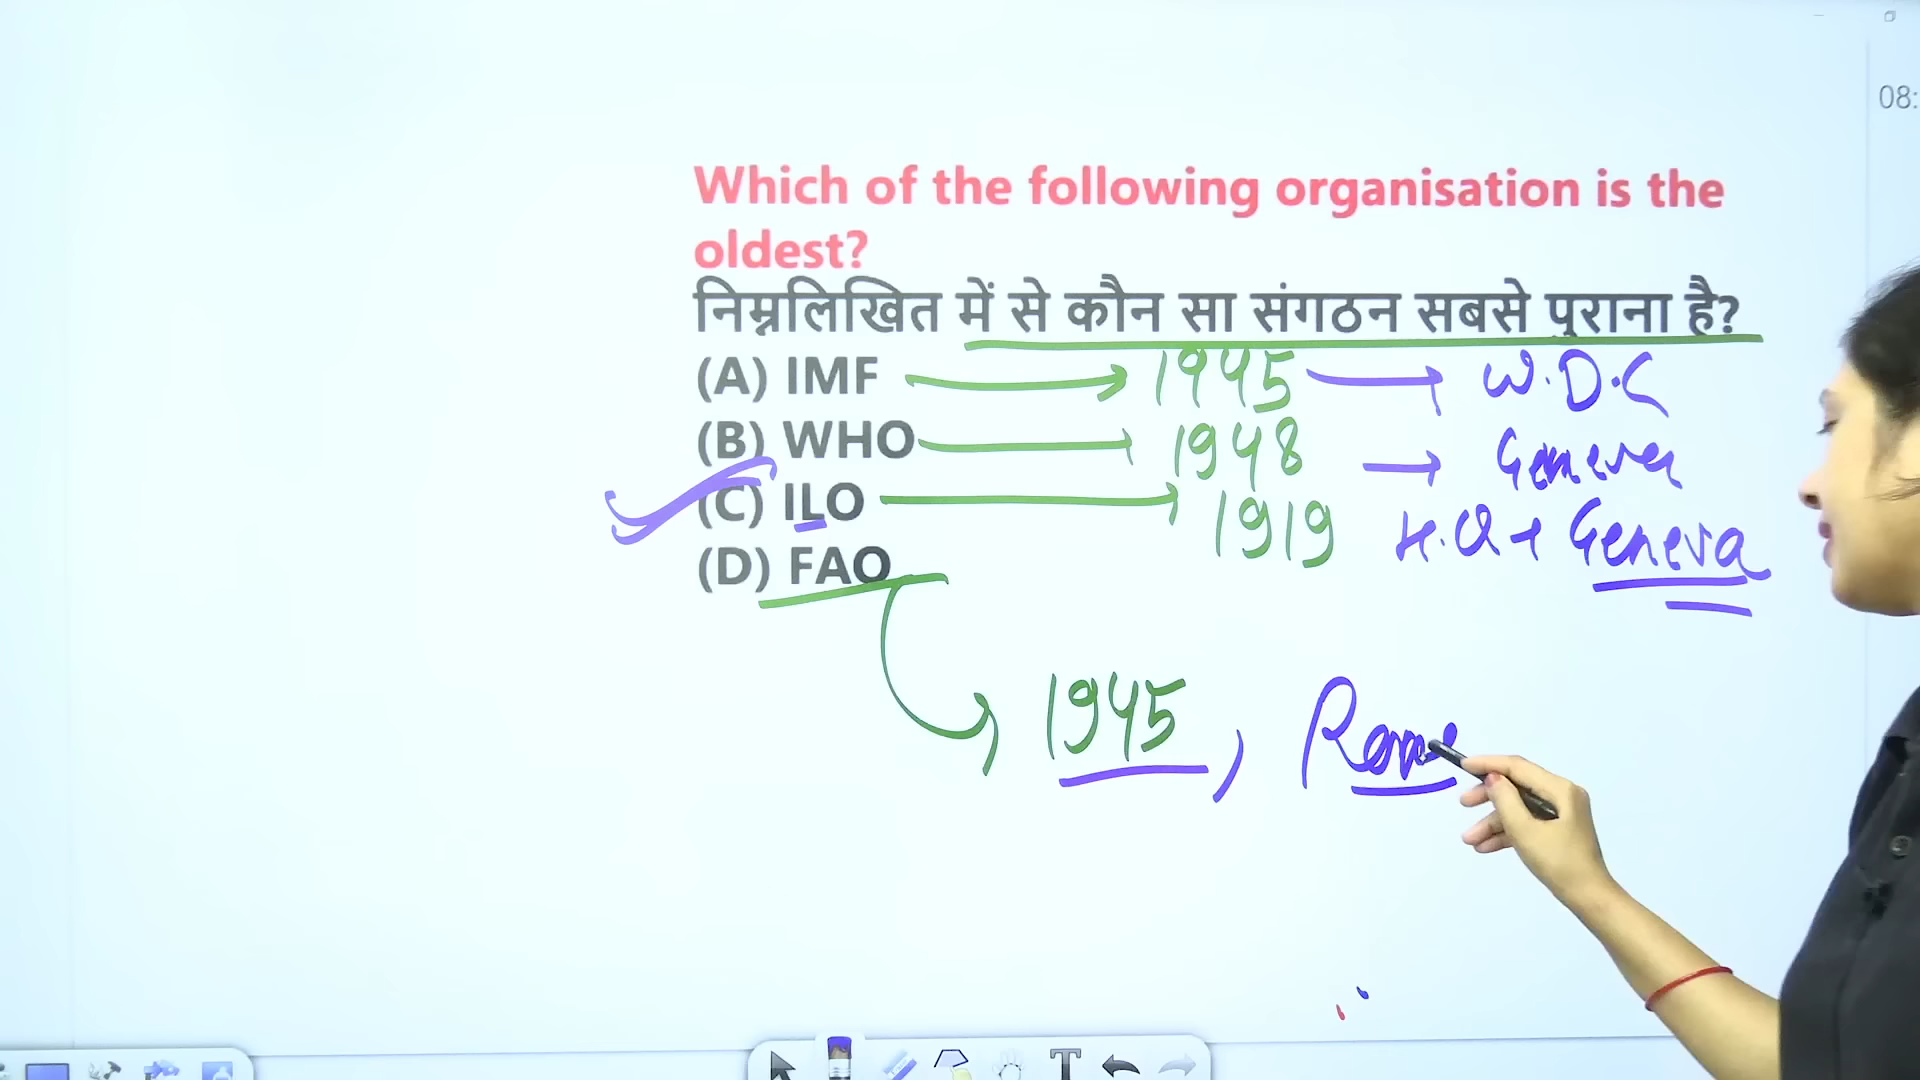 08:
Which of the following organisation is the
oldest?
निम्नलिखित में से कौन सा संगठन सबसे पुराना है?
(A) IMF → 1945 → W.D.C
(B) WHO → 1948 → Geneva
(C) ILO → 1919 H.Q → Geneva
(D) FAO
1945, Rome
T